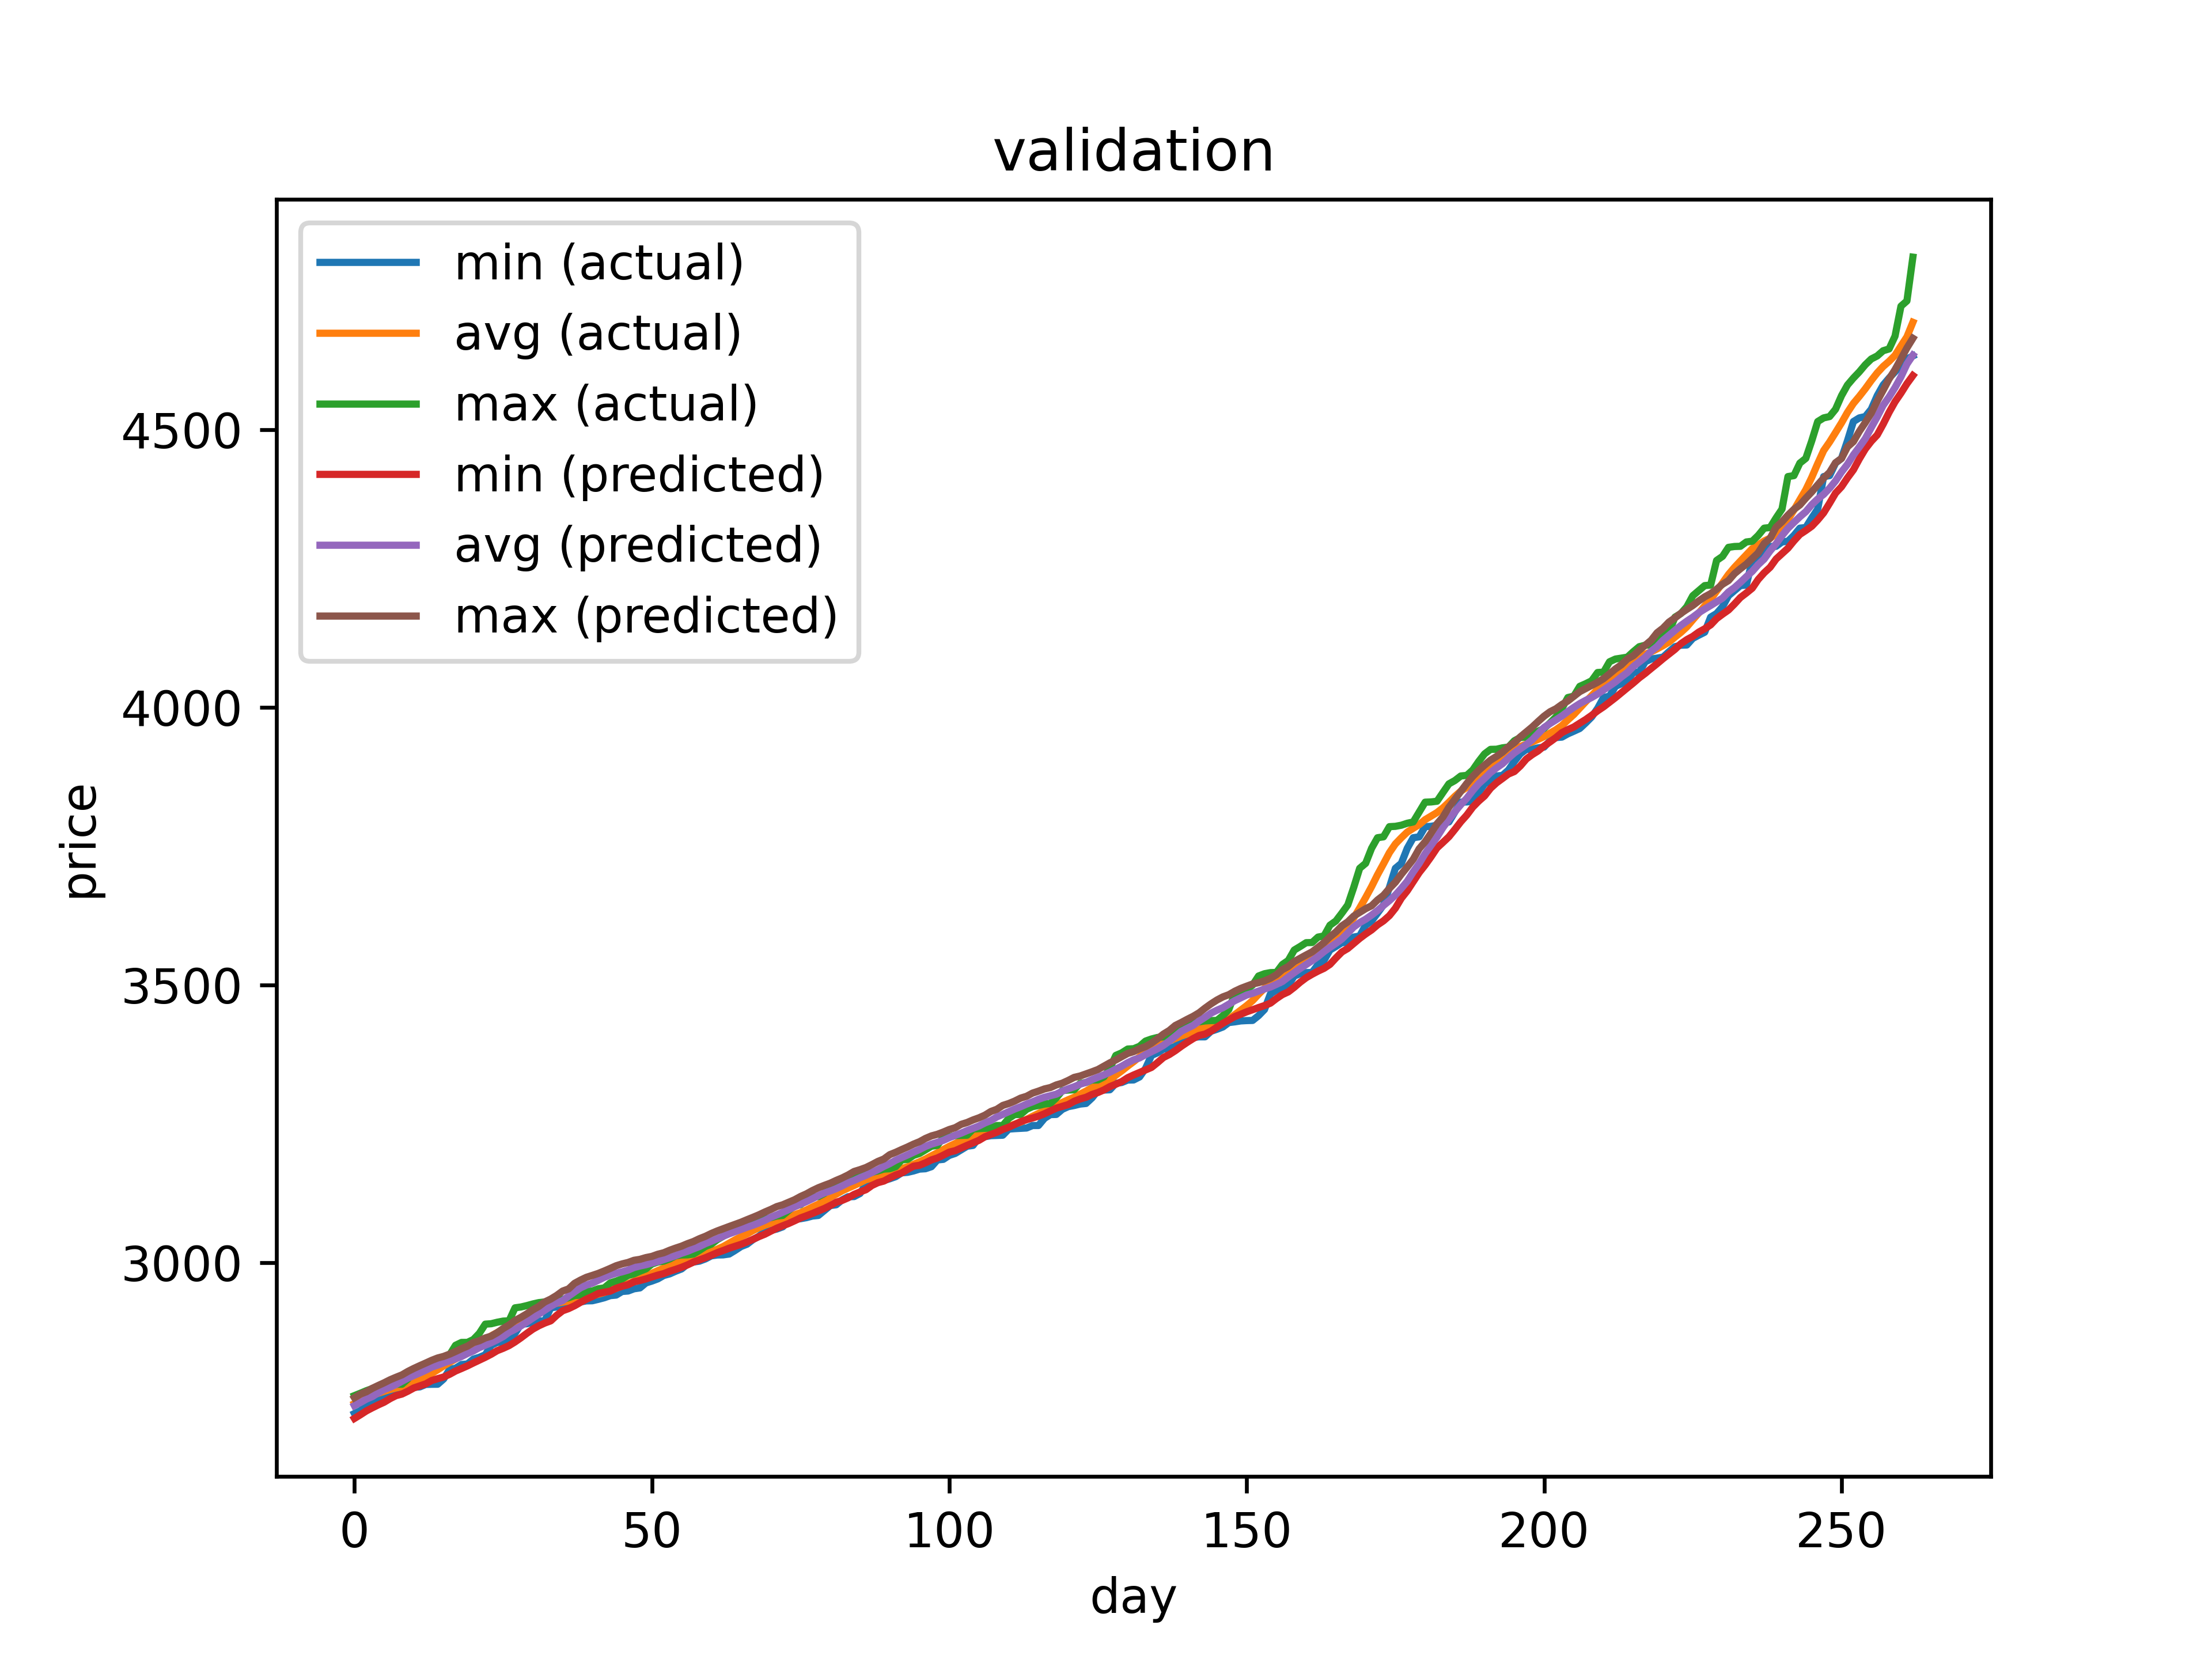 validation
min (actual)
avg (actual)
max (actual)
min (predicted)
avg (predicted)
max (predicted)
price
4500
4000
3500
3000
0 50 100 150 200 250
day